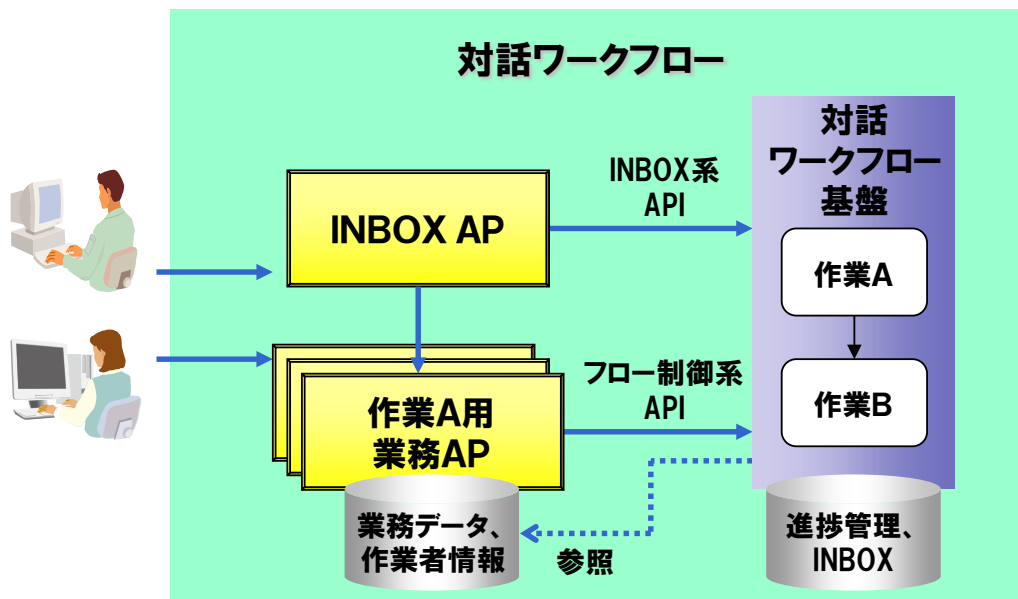 対話ワークフロー
対話
ワークフロー
基盤
INBOX系
API
INBOX AP
作業A
フロー制御系
API
作業A用
業務AP
作業B
業務データ、
作業者情報
参照
進捗管理、
INBOX